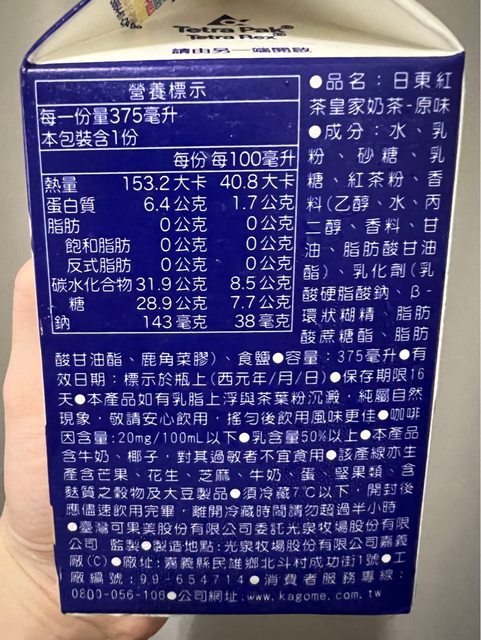 Tetra Pak®
Tetra Rex®
請由另一端開啟
營養標示
每一份量375毫升
本包裝含1份
每份 每100毫升
熱量 153.2大卡 40.8大卡
蛋白質 6.4公克 1.7公克
脂肪 0公克 0公克
飽和脂肪 0公克 0公克
反式脂肪 0公克 0公克
碳水化合物 31.9公克 8.5公克
糖 28.9公克 7.7公克
鈉 143毫克 38毫克
●品名：日東紅
茶皇家奶茶-原味
●成分：水、乳
粉、砂糖、乳
糖、紅茶粉、香
料(乙醇、水、丙
二醇、香料、甘
油、脂肪酸甘油
酯)、乳化劑(乳
酸硬脂酸鈉、β-
環狀糊精、脂肪
酸蔗糖酯、脂肪
酸甘油酯、鹿角菜膠)、食鹽●容量：375毫升●有
效日期：標示於瓶上(西元年/月/日)●保存期限16
天●本產品如有乳脂上浮與茶葉粉沉澱，純屬自然
現象，敬請安心飲用，搖勻後飲用風味更佳●咖啡
因含量:20mg/100mL以下●乳含量50%以上●本產品
含牛奶、椰子，對其過敏者不宜食用●該產線亦生
產含芒果、花生、芝麻、牛奶、蛋、堅果類、含
麩質之穀物及大豆製品●須冷藏7℃以下，開封後
應儘速飲用完畢，離開冷藏時間請勿超過半小時
●臺灣可果美股份有限公司委託光泉牧場股份有限
公司 監製●製造地點:光泉牧場股份有限公司嘉義
廠(C)●廠址:嘉義縣民雄鄉北斗村成功街1號●工
廠編號:99-654714●消費者服務專線:
0800-056-106●公司網址:www.kagome.com.tw